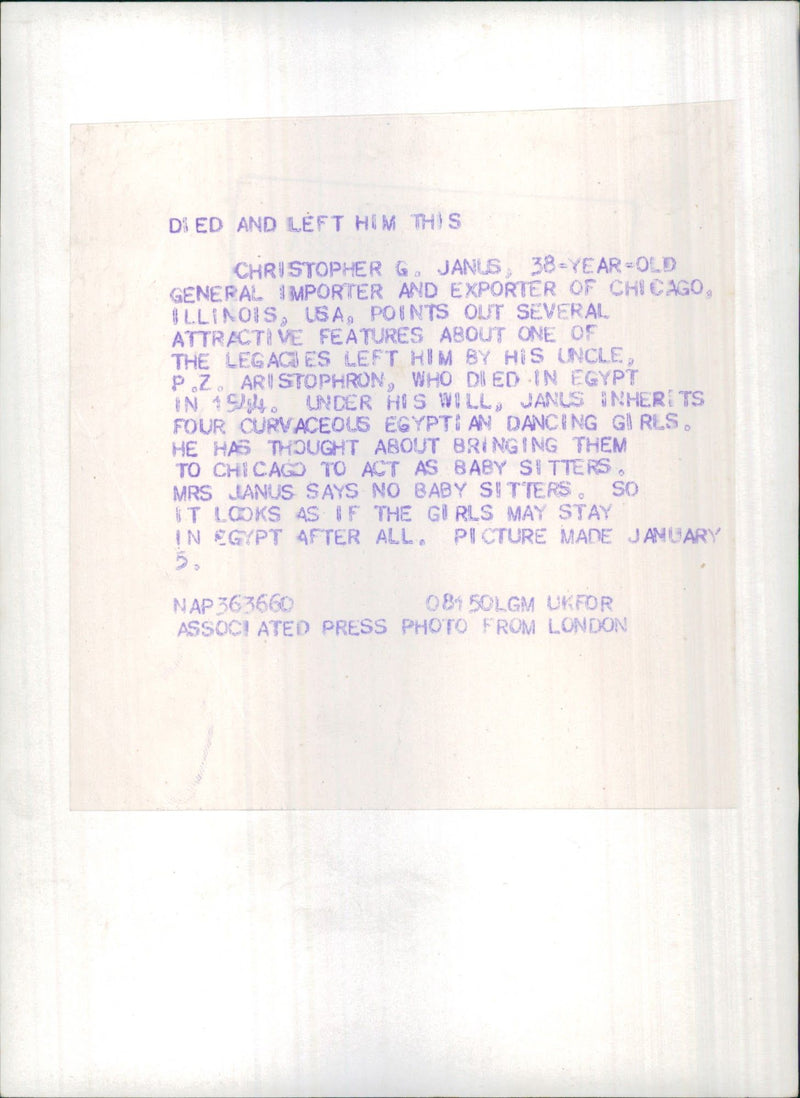 DIED AND LEFT HIM THIS
CHRISTOPHER G. JANUS, 38=YEAR=OLD
GENERAL IMPORTER AND EXPORTER OF CHICAGO,
ILLINOIS, USA, POINTS OUT SEVERAL
ATTRACTIVE FEATURES ABOUT ONE OF
THE LEGACIES LEFT HIM BY HIS UNCLE,
P.Z. ARISTOPHRON, WHO DIED IN EGYPT
IN 1944. UNDER HIS WILL, JANUS INHERITS
FOUR CURVACEOUS EGYPTIAN DANCING GIRLS.
HE HAS THOUGHT ABOUT BRINGING THEM
TO CHICAGO TO ACT AS BABY SITTERS.
MRS JANUS SAYS NO BABY SITTERS. SO
IT LOOKS AS IF THE GIRLS MAY STAY
IN EGYPT AFTER ALL. PICTURE MADE JANUARY
5.
NAP363660 08150LGM UKFOR
ASSOCIATED PRESS PHOTO FROM LONDON